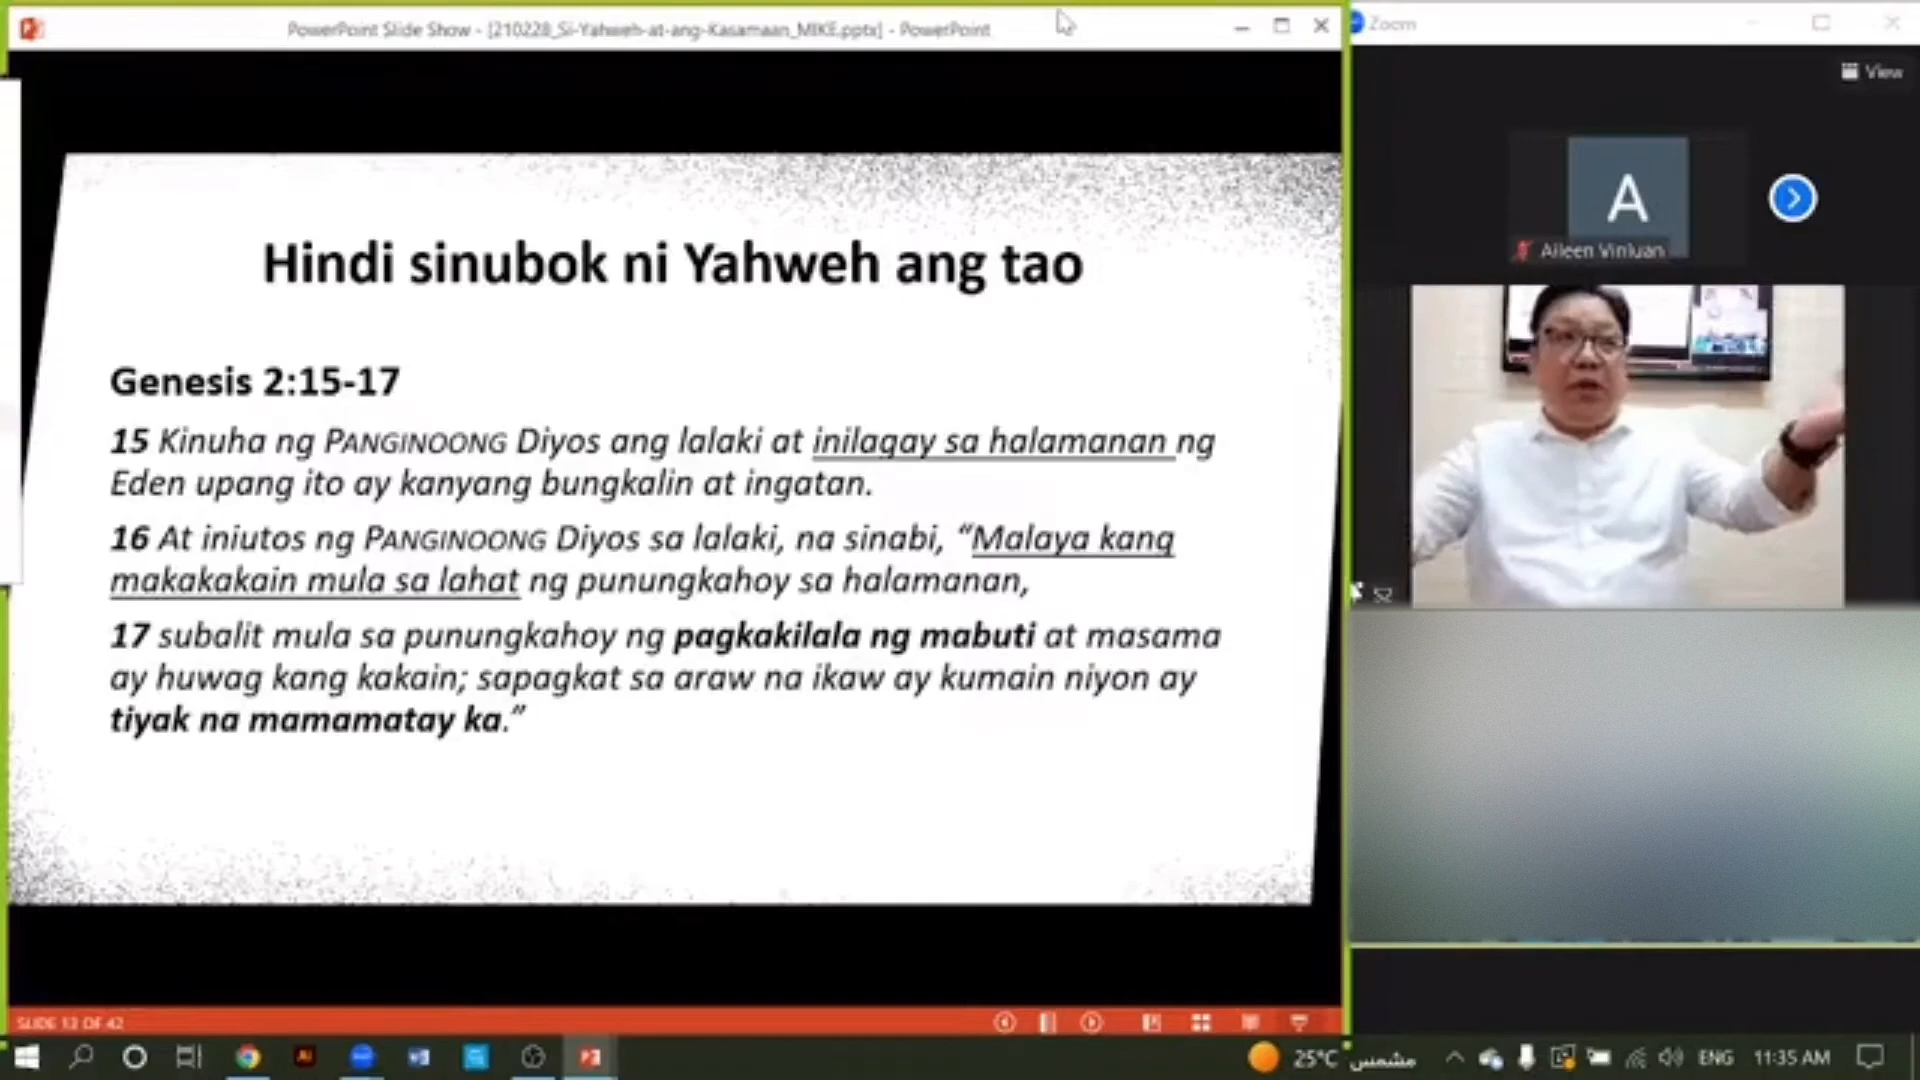 PowerPoint Slide Show - [210228_Si-Yahweh-at-ang-Kasamaan_MIKE.pptx] - PowerPoint
Zoom
View
A
Aileen Vinluan
Hindi sinubok ni Yahweh ang tao
Genesis 2:15-17
15 Kinuha ng PANGINOONG Diyos ang lalaki at inilagay sa halamanan ng
Eden upang ito ay kanyang bungkalin at ingatan.
16 At iniutos ng PANGINOONG Diyos sa lalaki, na sinabi, “Malaya kang
makakakain mula sa lahat ng punungkahoy sa halamanan,
17 subalit mula sa punungkahoy ng pagkakilala ng mabuti at masama
ay huwag kang kakain; sapagkat sa araw na ikaw ay kumain niyon ay
tiyak na mamamatay ka.”
SLIDE 13 OF 42
25°C مشمس
ENG
11:35 AM